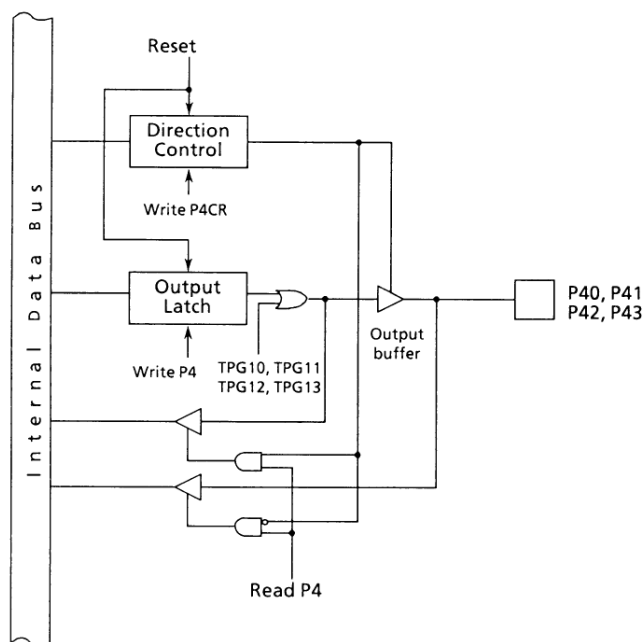 Reset
Direction
Control
Write P4CR
Internal Data Bus
Output
Latch
Write P4
TPG10, TPG11
TPG12, TPG13
Output
buffer
P40, P41
P42, P43
Read P4